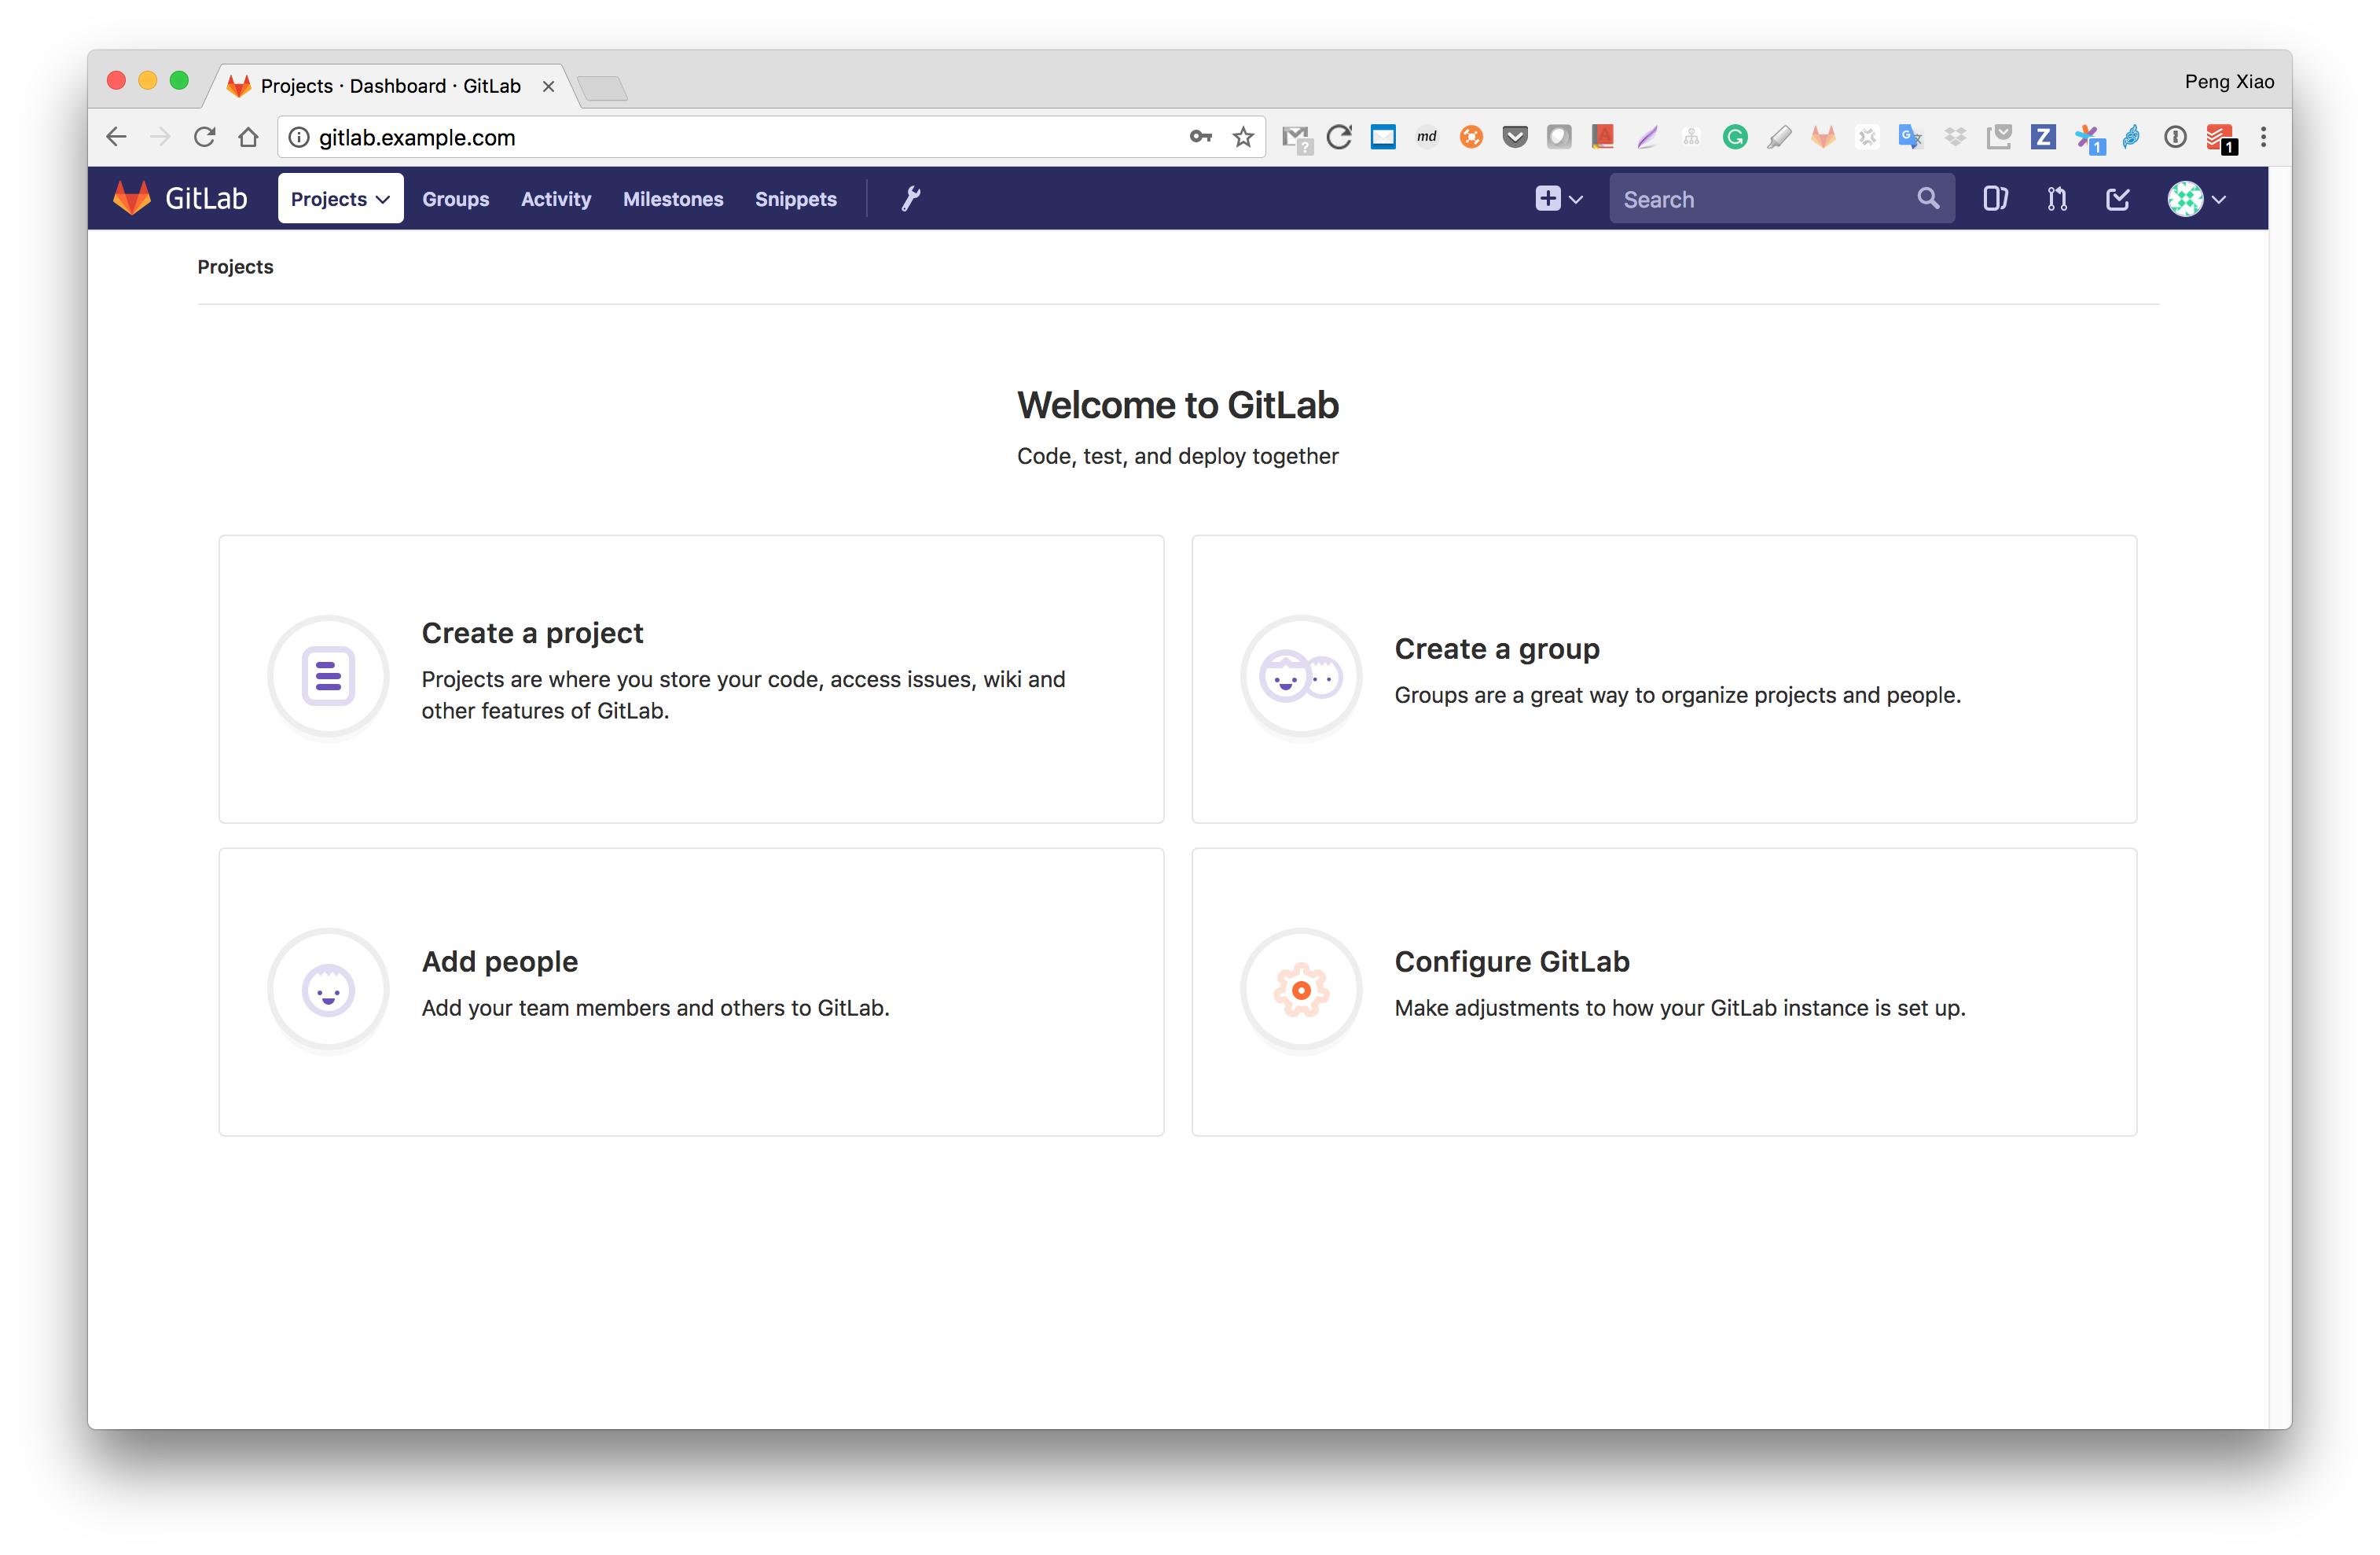 Projects · Dashboard · GitLab
Peng Xiao
gitlab.example.com
md
1
1
GitLab
Projects
Groups
Activity
Milestones
Snippets
Search
Projects
Welcome to GitLab
Code, test, and deploy together
Create a project
Projects are where you store your code, access issues, wiki and
other features of GitLab.
Create a group
Groups are a great way to organize projects and people.
Add people
Add your team members and others to GitLab.
Configure GitLab
Make adjustments to how your GitLab instance is set up.